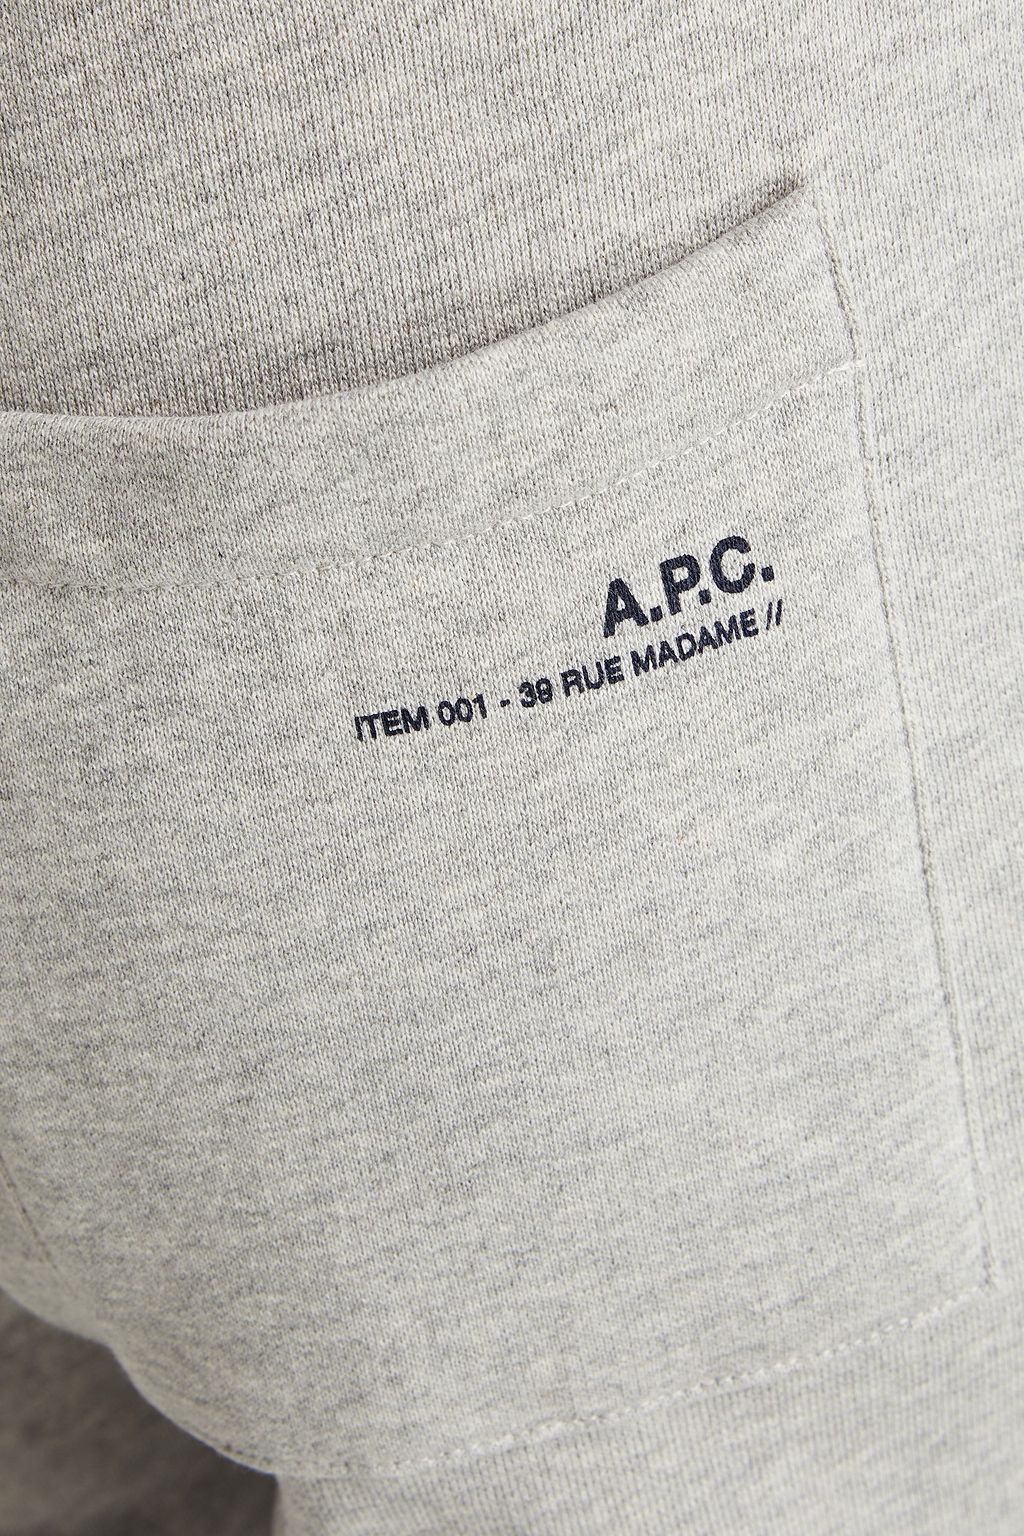 A.P.C.
ITEM 001 - 39 RUE MADAME //